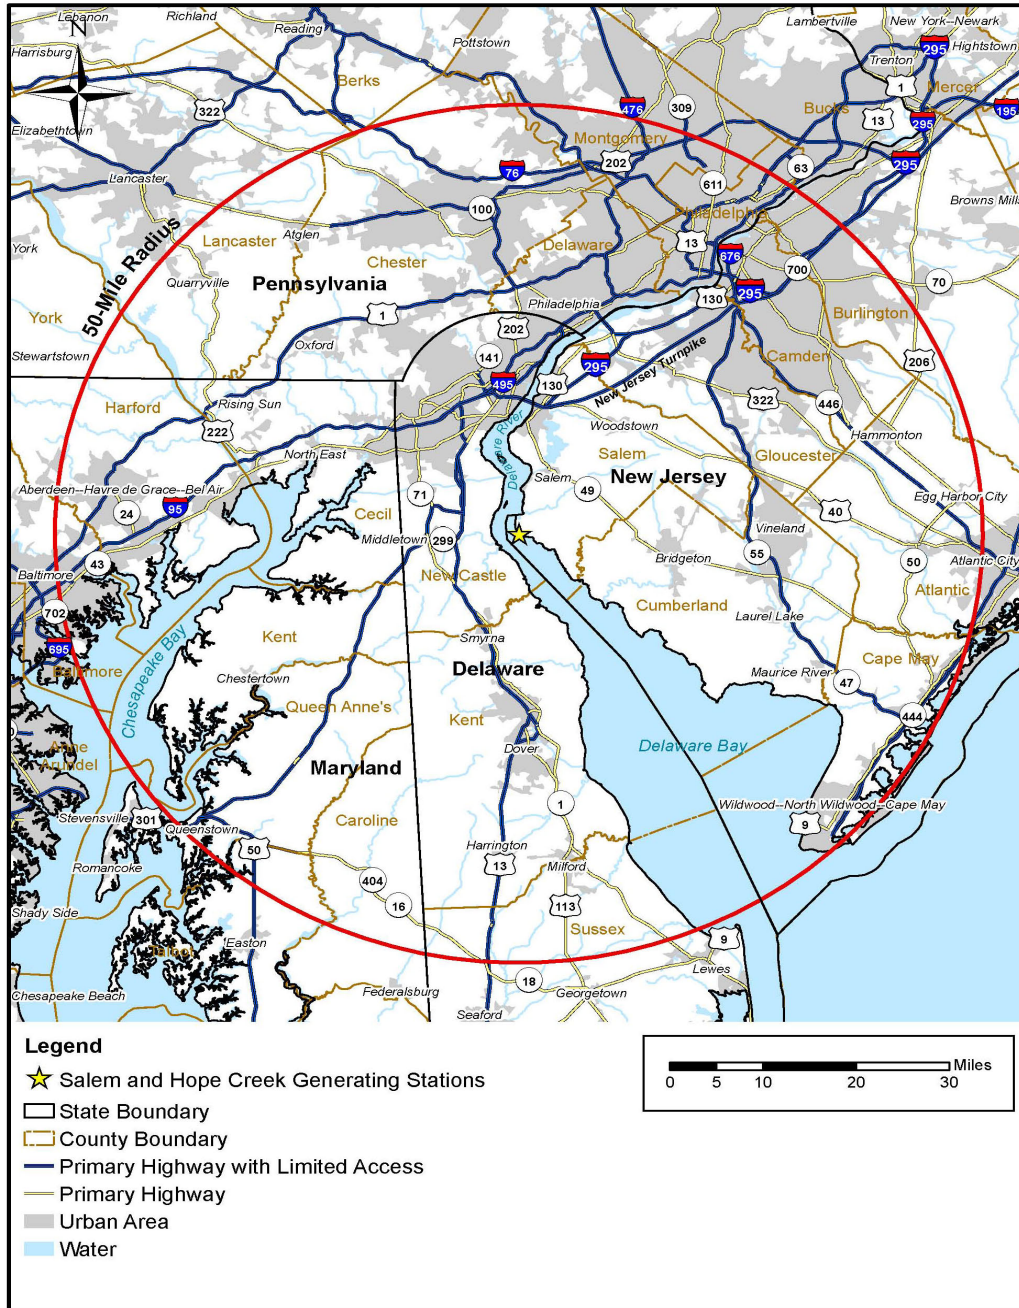 Lebanon
Richland
Reading
Lambertville
New York--Newark
N
Harrisburg
Pottstown
295
Hightstown
Trenton
Berks
1
Mercer
322
476
309
Bucks
13
195
Elizabethtown
295
Montgomery
202
76
63
295
Lancaster
611
Browns Mills
100
Philadelphia
Lancaster
Atglen
Delaware
13
York
Chester
676
50-Mile Radius
Quarryville
Pennsylvania
700
70
295
130
Philadelphia
Burlington
York
1
202
Stewartstown
Oxford
141
295
New Jersey Turnpike
Camden
206
495
130
322
446
Harford
Rising Sun
222
Woodstown
Hammonton
North East
Delaware River
Salem
Gloucester
Salem
New Jersey
Aberdeen--Havre de Grace--Bel Air
71
49
Egg Harbor City
24
95
Cecil
40
Vineland
Middletown
299
55
Bridgeton
50
Atlantic City
43
Baltimore
New Castle
Atlantic
702
Cumberland
Laurel Lake
695
Kent
Smyrna
Cape May
Baltimore
Chesapeake Bay
Delaware
Maurice River
47
Chestertown
Queen Anne's
Kent
444
Anne
Arundel
Dover
Delaware Bay
Maryland
Stevensville
301
Queenstown
Caroline
1
Wildwood--North Wildwood--Cape May
9
50
Harrington
13
Milford
Romancoke
404
16
113
Shady Side
Sussex
9
Easton
Talbot
Lewes
18
Chesapeake Beach
Federalsburg
Georgetown
Seaford
Legend
Salem and Hope Creek Generating Stations
State Boundary
County Boundary
Primary Highway with Limited Access
Primary Highway
Urban Area
Water
Miles
0 5 10 20 30